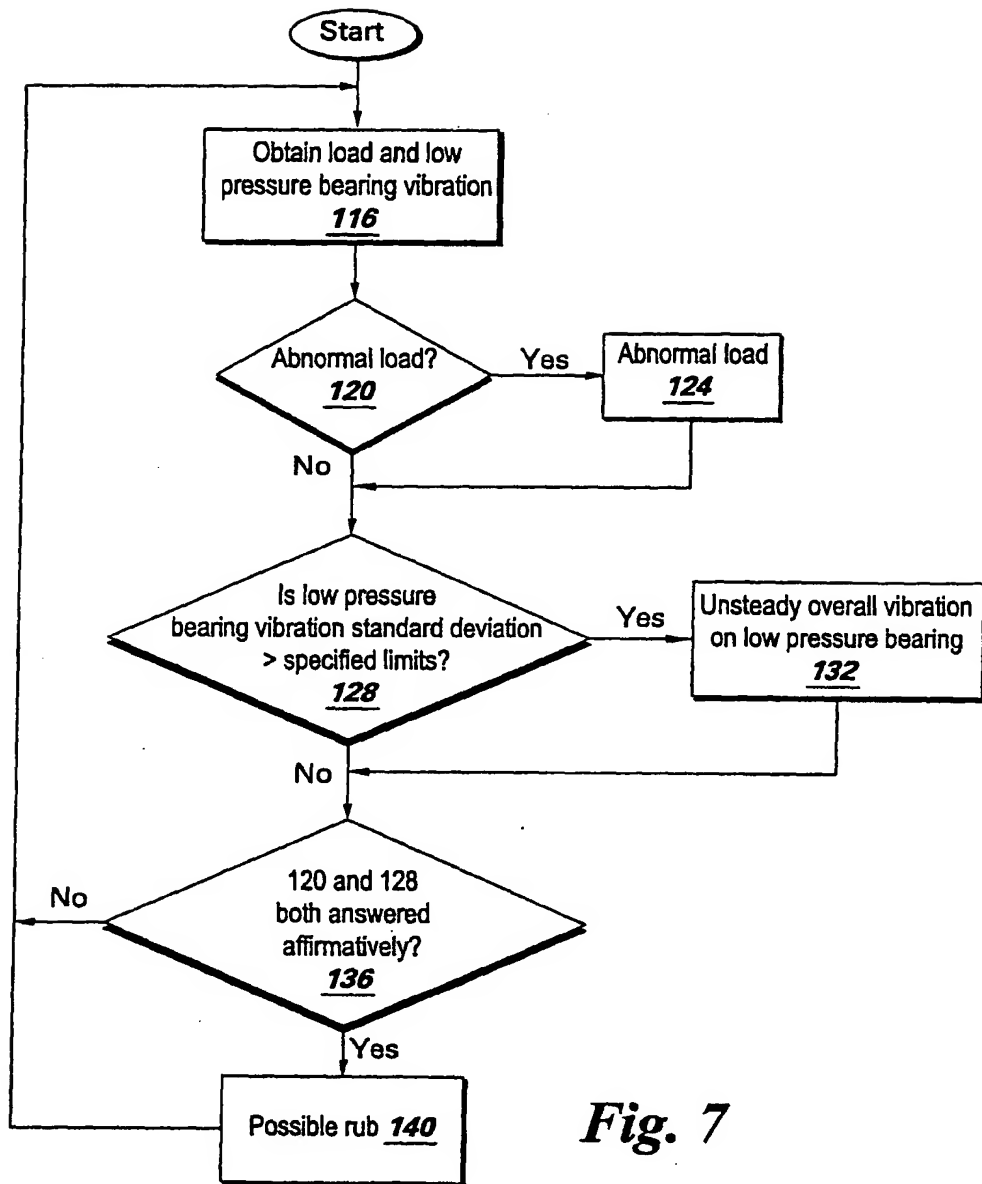 Start
Obtain load and low
pressure bearing vibration
116
Abnormal load?
120
Yes
Abnormal load
124
No
Is low pressure
bearing vibration standard deviation
> specified limits?
128
Yes
Unsteady overall vibration
on low pressure bearing
132
No
120 and 128
both answered
affirmatively?
136
No
Yes
Possible rub 140
Fig. 7